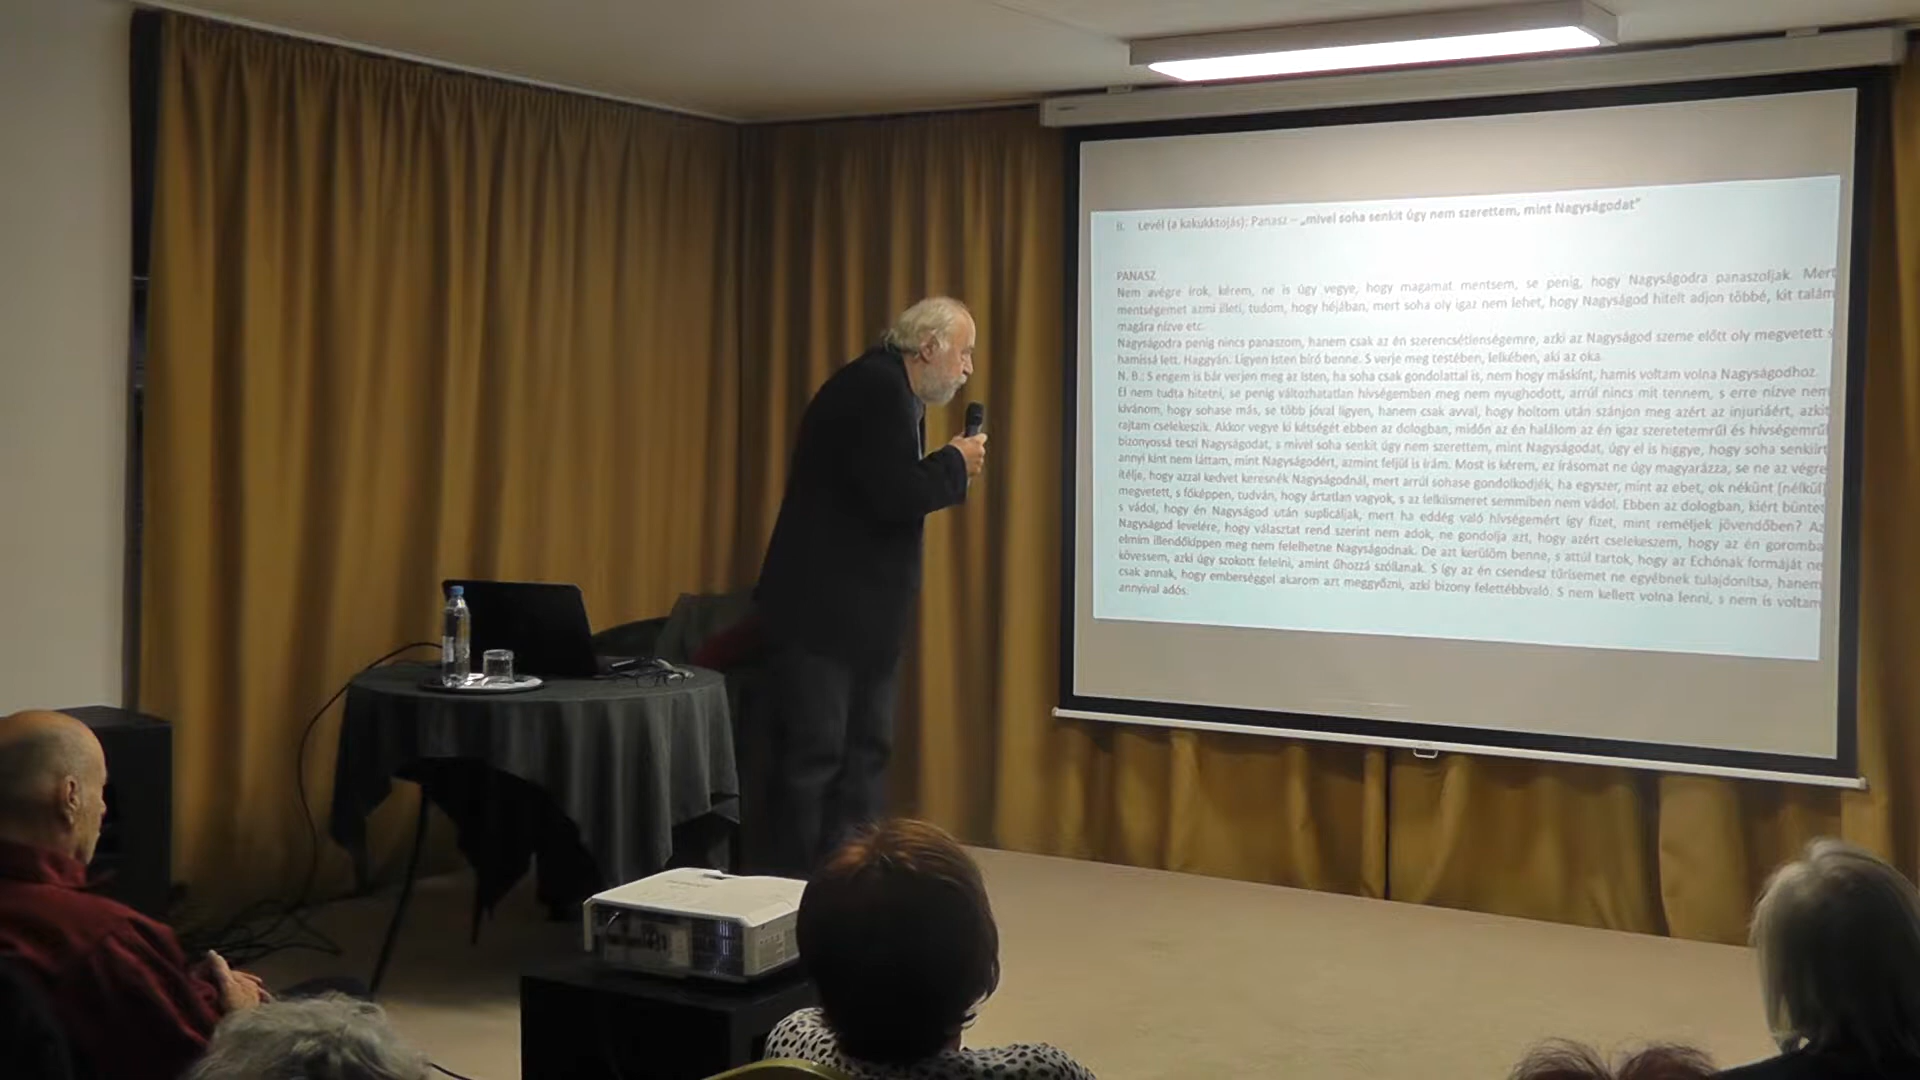 II. Levél (a kakukktojás): Panasz – „mivel soha senkit úgy nem szerettem, mint Nagyságodat”
PANASZ
Nem avégre írok, kérem, ne is úgy vegye, hogy magamat mentsem, se penig, hogy Nagyságodra panaszoljak. Mert
mentségemet azmi illeti, tudom, hogy héjában, mert soha oly igaz nem lehet, hogy Nagyságod hitelt adjon többé, kit talám
magára nízve etc.
Nagyságodra penig nincs panaszom, hanem csak az én szerencsétlenségemre, azki az Nagyságod szeme előtt oly megvetett s
hamissá lett. Haggyán. Ligyen Isten bíró benne. S verje meg testében, lelkében, aki az oka.
N. B.: S engem is bár verjen meg az Isten, ha soha csak gondolattal is, nem hogy máskínt, hamis voltam volna Nagyságodhoz.
El nem tudta hitetni, se penig változhatatlan hívségemben meg nem nyughodott, arrúl nincs mit tennem, s erre nízve nem
kívánom, hogy sohase más, se több jóval ligyen, hanem csak avval, hogy holtom után szánjon meg azért az injuriáért, azkit
rajtam cselekeszik. Akkor vegye ki kétségét ebben az dologban, midőn az én halálom az én igaz szeretetemrűl és hívségemrűl
bizonyossá teszi Nagyságodat, s mivel soha senkit úgy nem szerettem, mint Nagyságodat, úgy el is higgye, hogy soha senkiírt
annyi kínt nem láttam, mint Nagyságodért, azmint feljűl is írám. Most is kérem, ez írásomat ne úgy magyarázza, se ne az végre
ítélje, hogy azzal kedvet keresnék Nagyságodnál, mert arrúl sohase gondolkodjék, ha egyszer, mint az ebet, ok nékűnt [nélkül]
megvetett, s főképpen, tudván, hogy ártatlan vagyok, s az lelkiismeret semmiben nem vádol. Ebben az dologban, kiért büntet
s vádol, hogy én Nagyságod után suplicáljak, mert ha eddég való hívségemért így fizet, mint reméljek jövendőben? Az
Nagyságod levelére, hogy választat rend szerint nem adok, ne gondolja azt, hogy azért cselekeszem, hogy az én goromba
elmim illendőkíppen meg nem felelhetne Nagyságodnak. De azt kerűlöm benne, s attúl tartok, hogy az Echónak formáját ne
kövessem, azki úgy szokott felelni, amint őhozzá szóllanak. S így az én csendesz tűrisemet ne egyébnek tulajdonítsa, hanem
csak annak, hogy emberséggel akarom azt meggyőzni, azki bizony felettébbvaló. S nem kellett volna lenni, s nem is voltam
annyival adós.